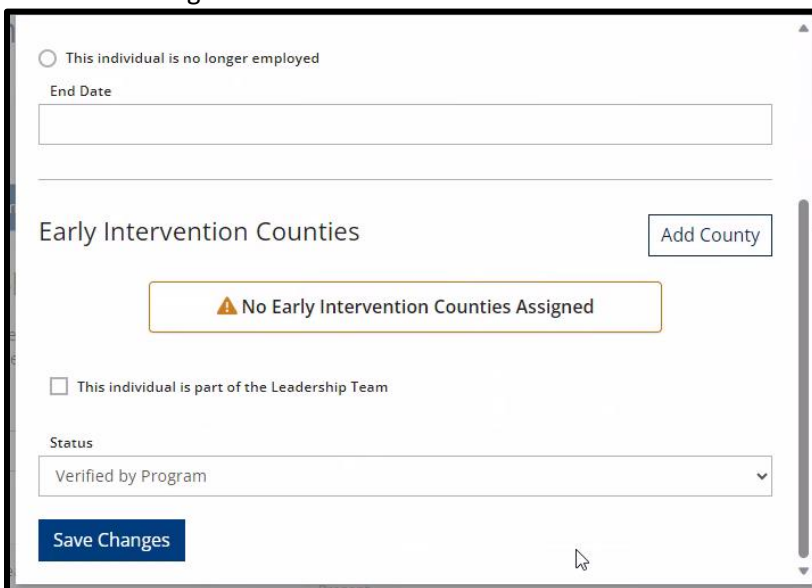 This individual is no longer employed
End Date
Early Intervention Counties
Add County
No Early Intervention Counties Assigned
This individual is part of the Leadership Team
Status
Verified by Program
Save Changes